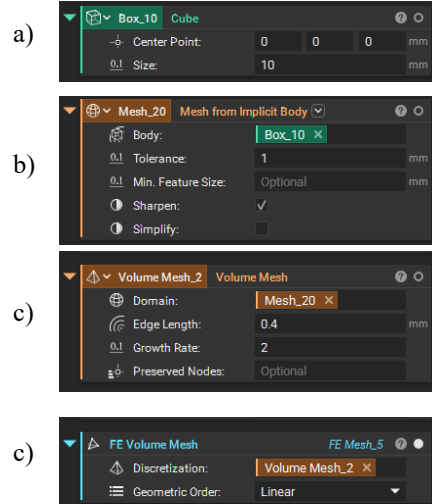 a)
Box_10 Cube
Center Point: 0 0 0 mm
0.1 Size: 10 mm
b)
Mesh_20 Mesh from Implicit Body
Body: Box_10 ×
0.1 Tolerance: 1 mm
0.1 Min. Feature Size: Optional mm
Sharpen:
Simplify:
c)
Volume Mesh_2 Volume Mesh
Domain: Mesh_20 ×
Edge Length: 0.4 mm
0.1 Growth Rate: 2
Preserved Nodes: Optional
c)
FE Volume Mesh FE Mesh_5
Discretization: Volume Mesh_2 ×
Geometric Order: Linear